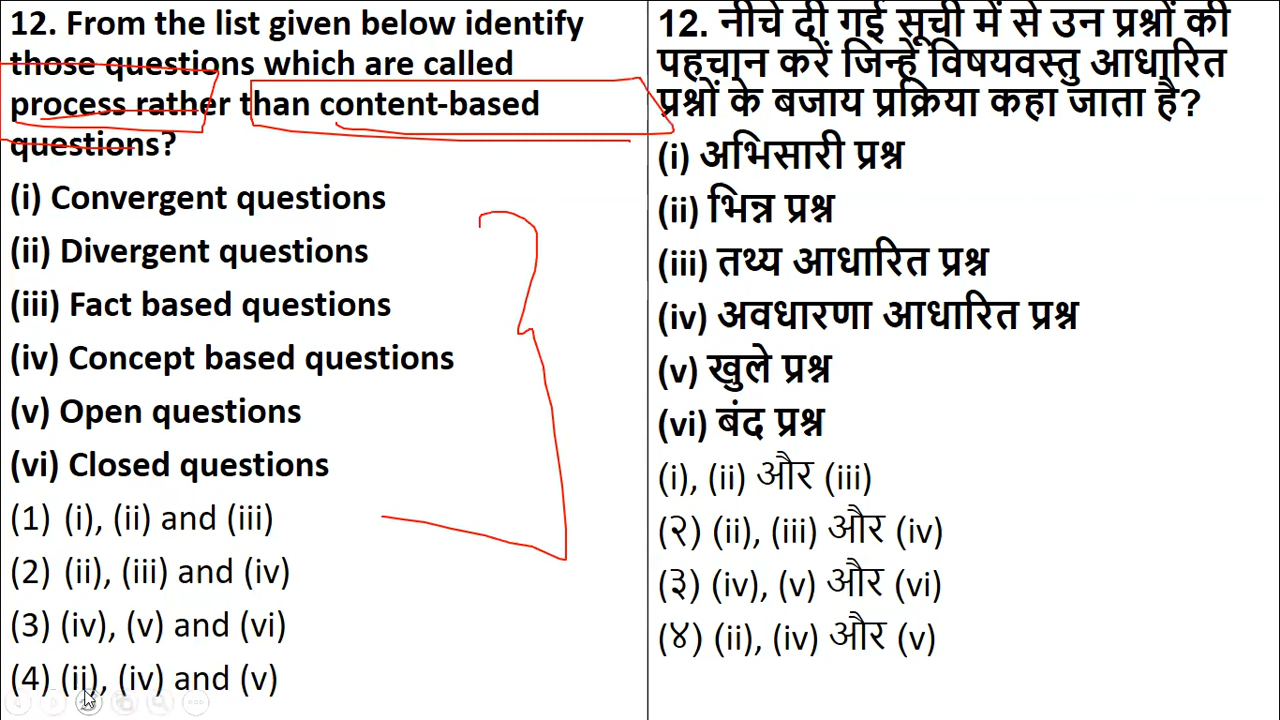 12. From the list given below identify
those questions which are called
process rather than content-based
questions?
(i) Convergent questions
(ii) Divergent questions
(iii) Fact based questions
(iv) Concept based questions
(v) Open questions
(vi) Closed questions
(1) (i), (ii) and (iii)
(2) (ii), (iii) and (iv)
(3) (iv), (v) and (vi)
(4) (ii), (iv) and (v)
12. नीचे दी गई सूची में से उन प्रश्नों की
पहचान करें जिन्हें विषयवस्तु आधारित
प्रश्नों के बजाय प्रक्रिया कहा जाता है?
(i) अभिसारी प्रश्न
(ii) भिन्न प्रश्न
(iii) तथ्य आधारित प्रश्न
(iv) अवधारणा आधारित प्रश्न
(v) खुले प्रश्न
(vi) बंद प्रश्न
(i), (ii) और (iii)
(२) (ii), (iii) और (iv)
(३) (iv), (v) और (vi)
(४) (ii), (iv) और (v)